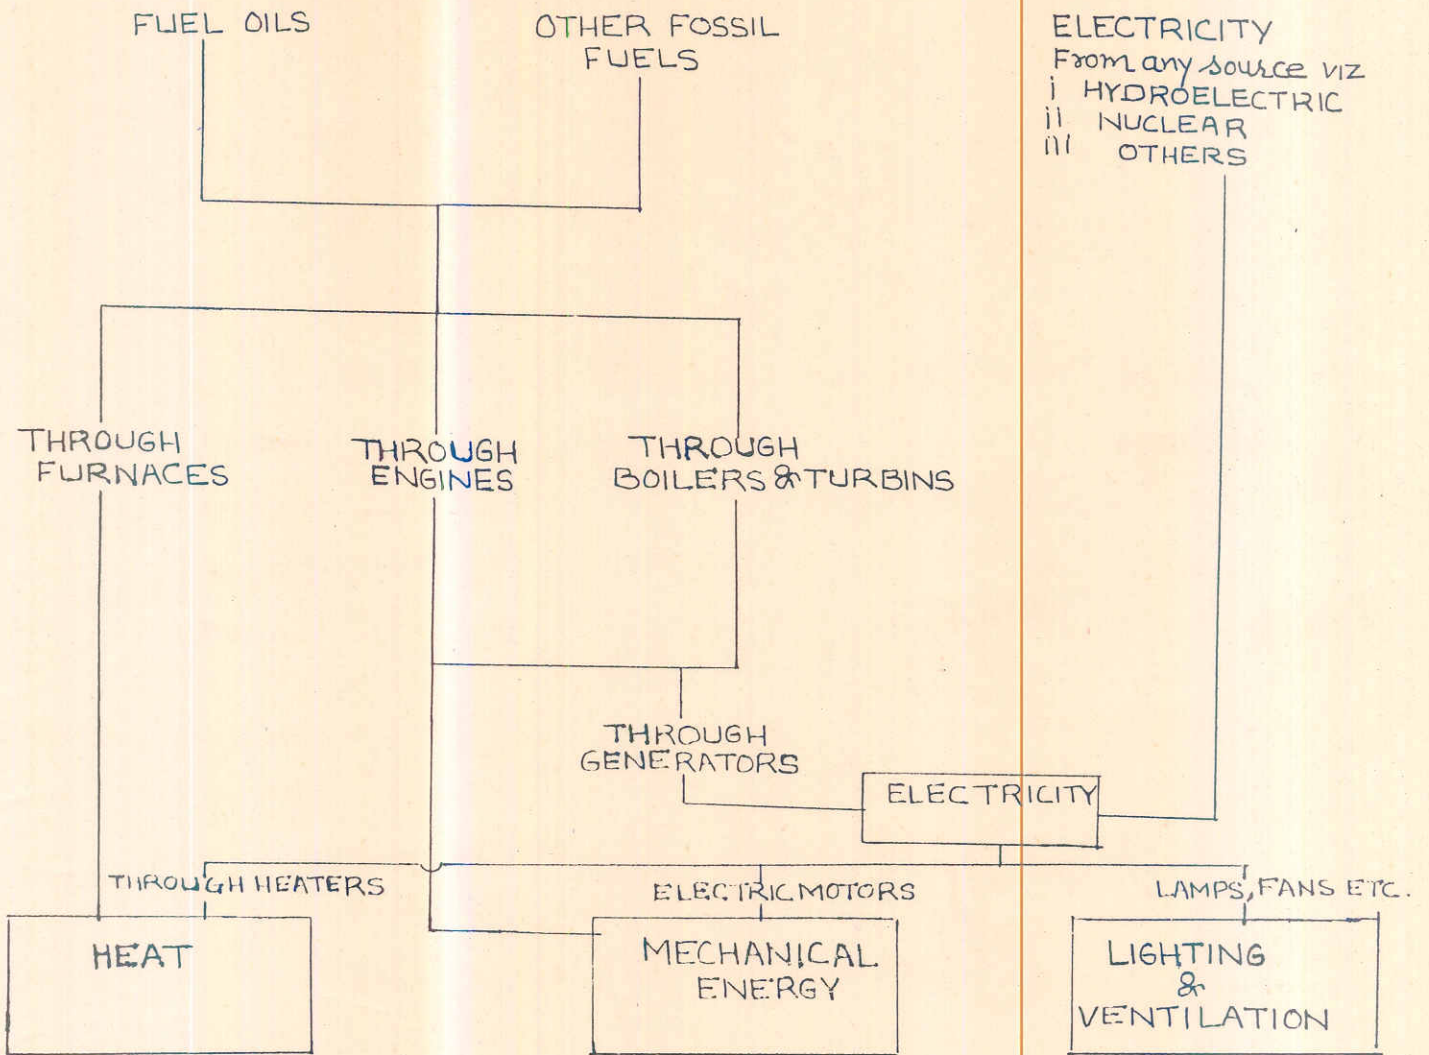 FUEL OILS
OTHER FOSSIL
FUELS
ELECTRICITY
From any source VIZ
i HYDROELECTRIC
ii NUCLEAR
iii OTHERS
THROUGH
FURNACES
THROUGH
ENGINES
THROUGH
BOILERS & TURBINS
THROUGH
GENERATORS
ELECTRICITY
THROUGH HEATERS
ELECTRIC MOTORS
LAMPS, FANS ETC.
HEAT
MECHANICAL
ENERGY
LIGHTING
&
VENTILATION